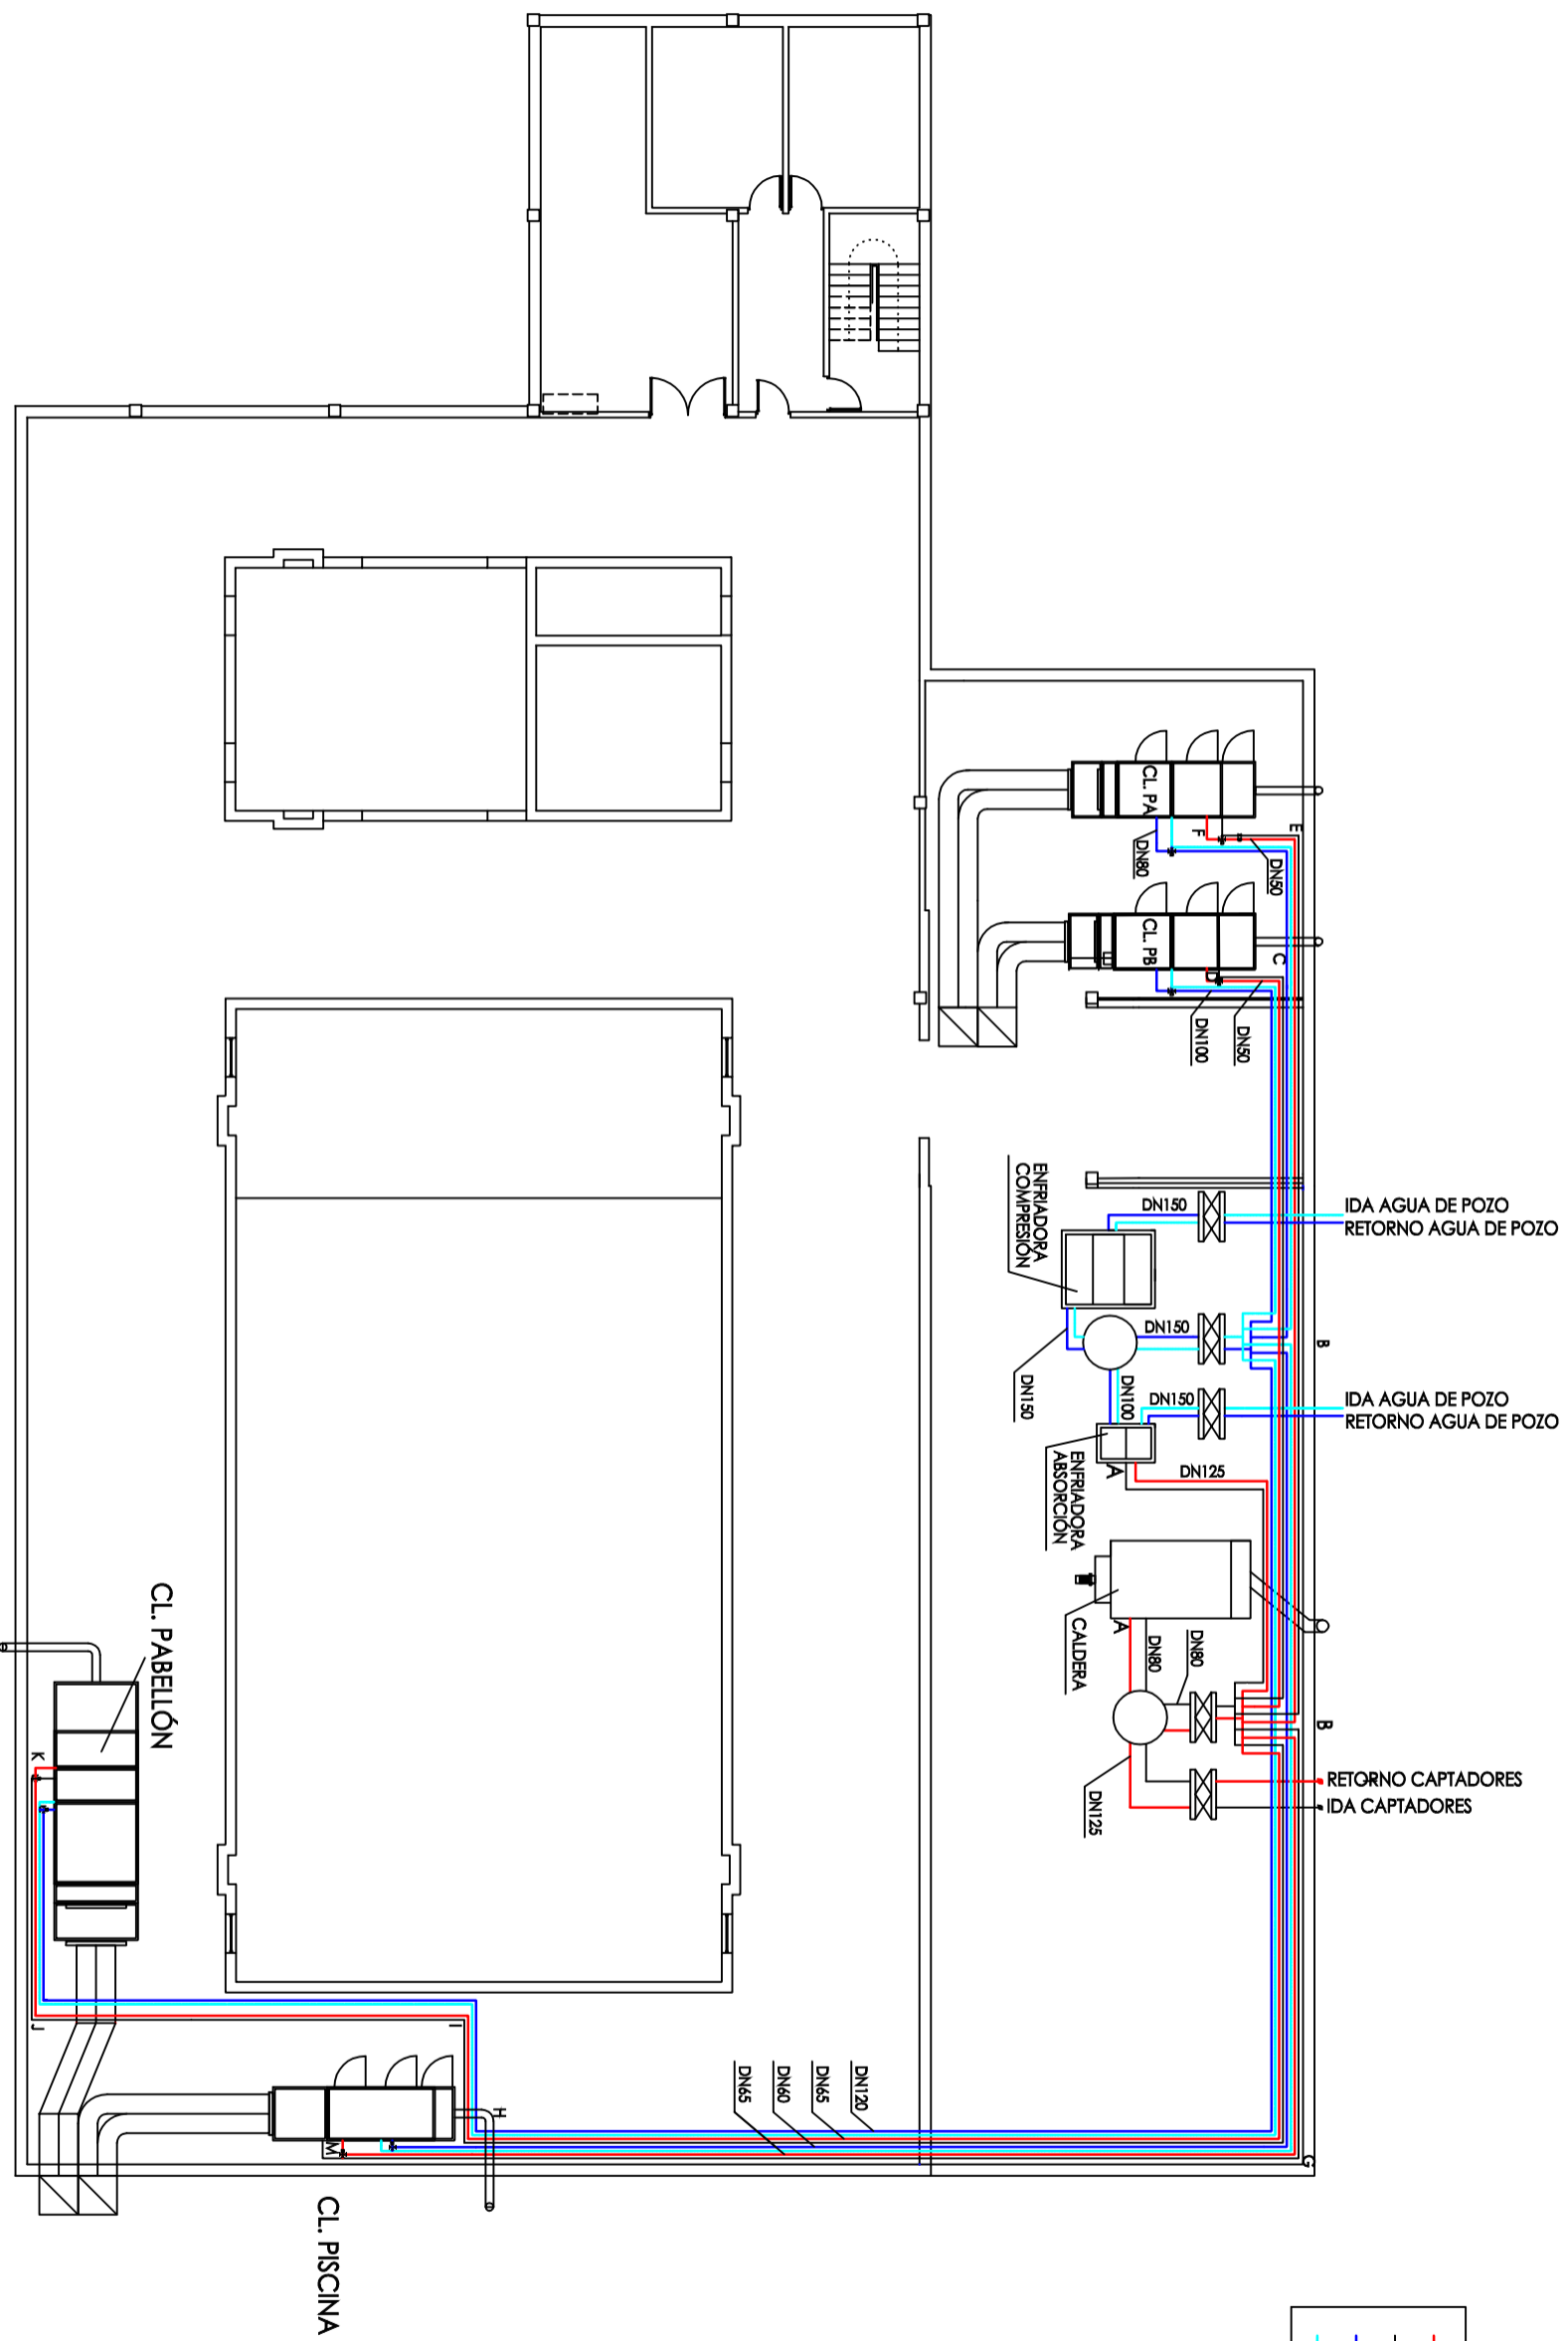 CL. PA
F
E
DN80
DN50
CL. PB
C
D
DN100
DN50
ENFRIADORA
COMPRESIÓN
DN150
IDA AGUA DE POZO
RETORNO AGUA DE POZO
DN150
B
DN150
DN100
DN150
IDA AGUA DE POZO
RETORNO AGUA DE POZO
ENFRIADORA
ABSORCIÓN
A
DN125
CALDERA
A
DN80
DN80
B
RETORNO CAPTADORES
IDA CAPTADORES
DN125
CL. PABELLÓN
K
J
I
H
M
DN65
DN60
DN65
DN120
G
CL. PISCINA